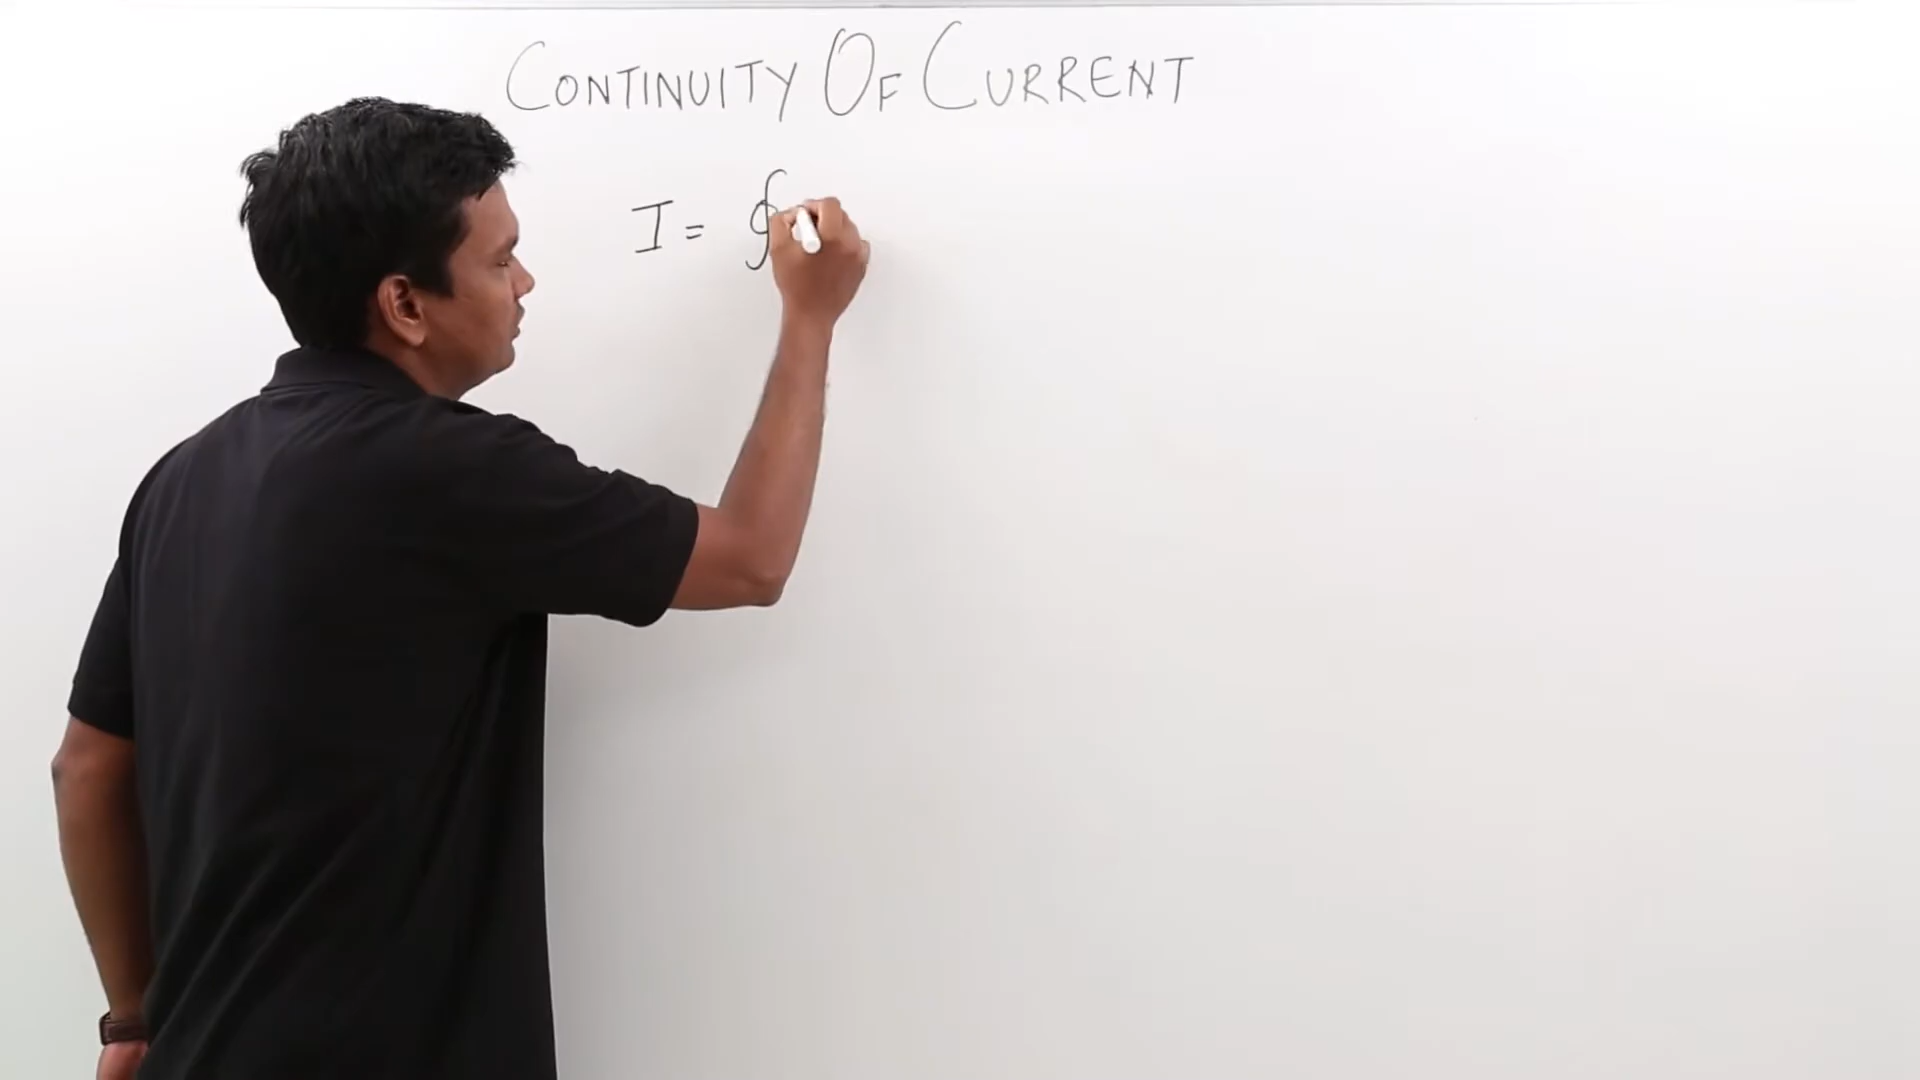 CONTINUITY OF CURRENT
I = ∮